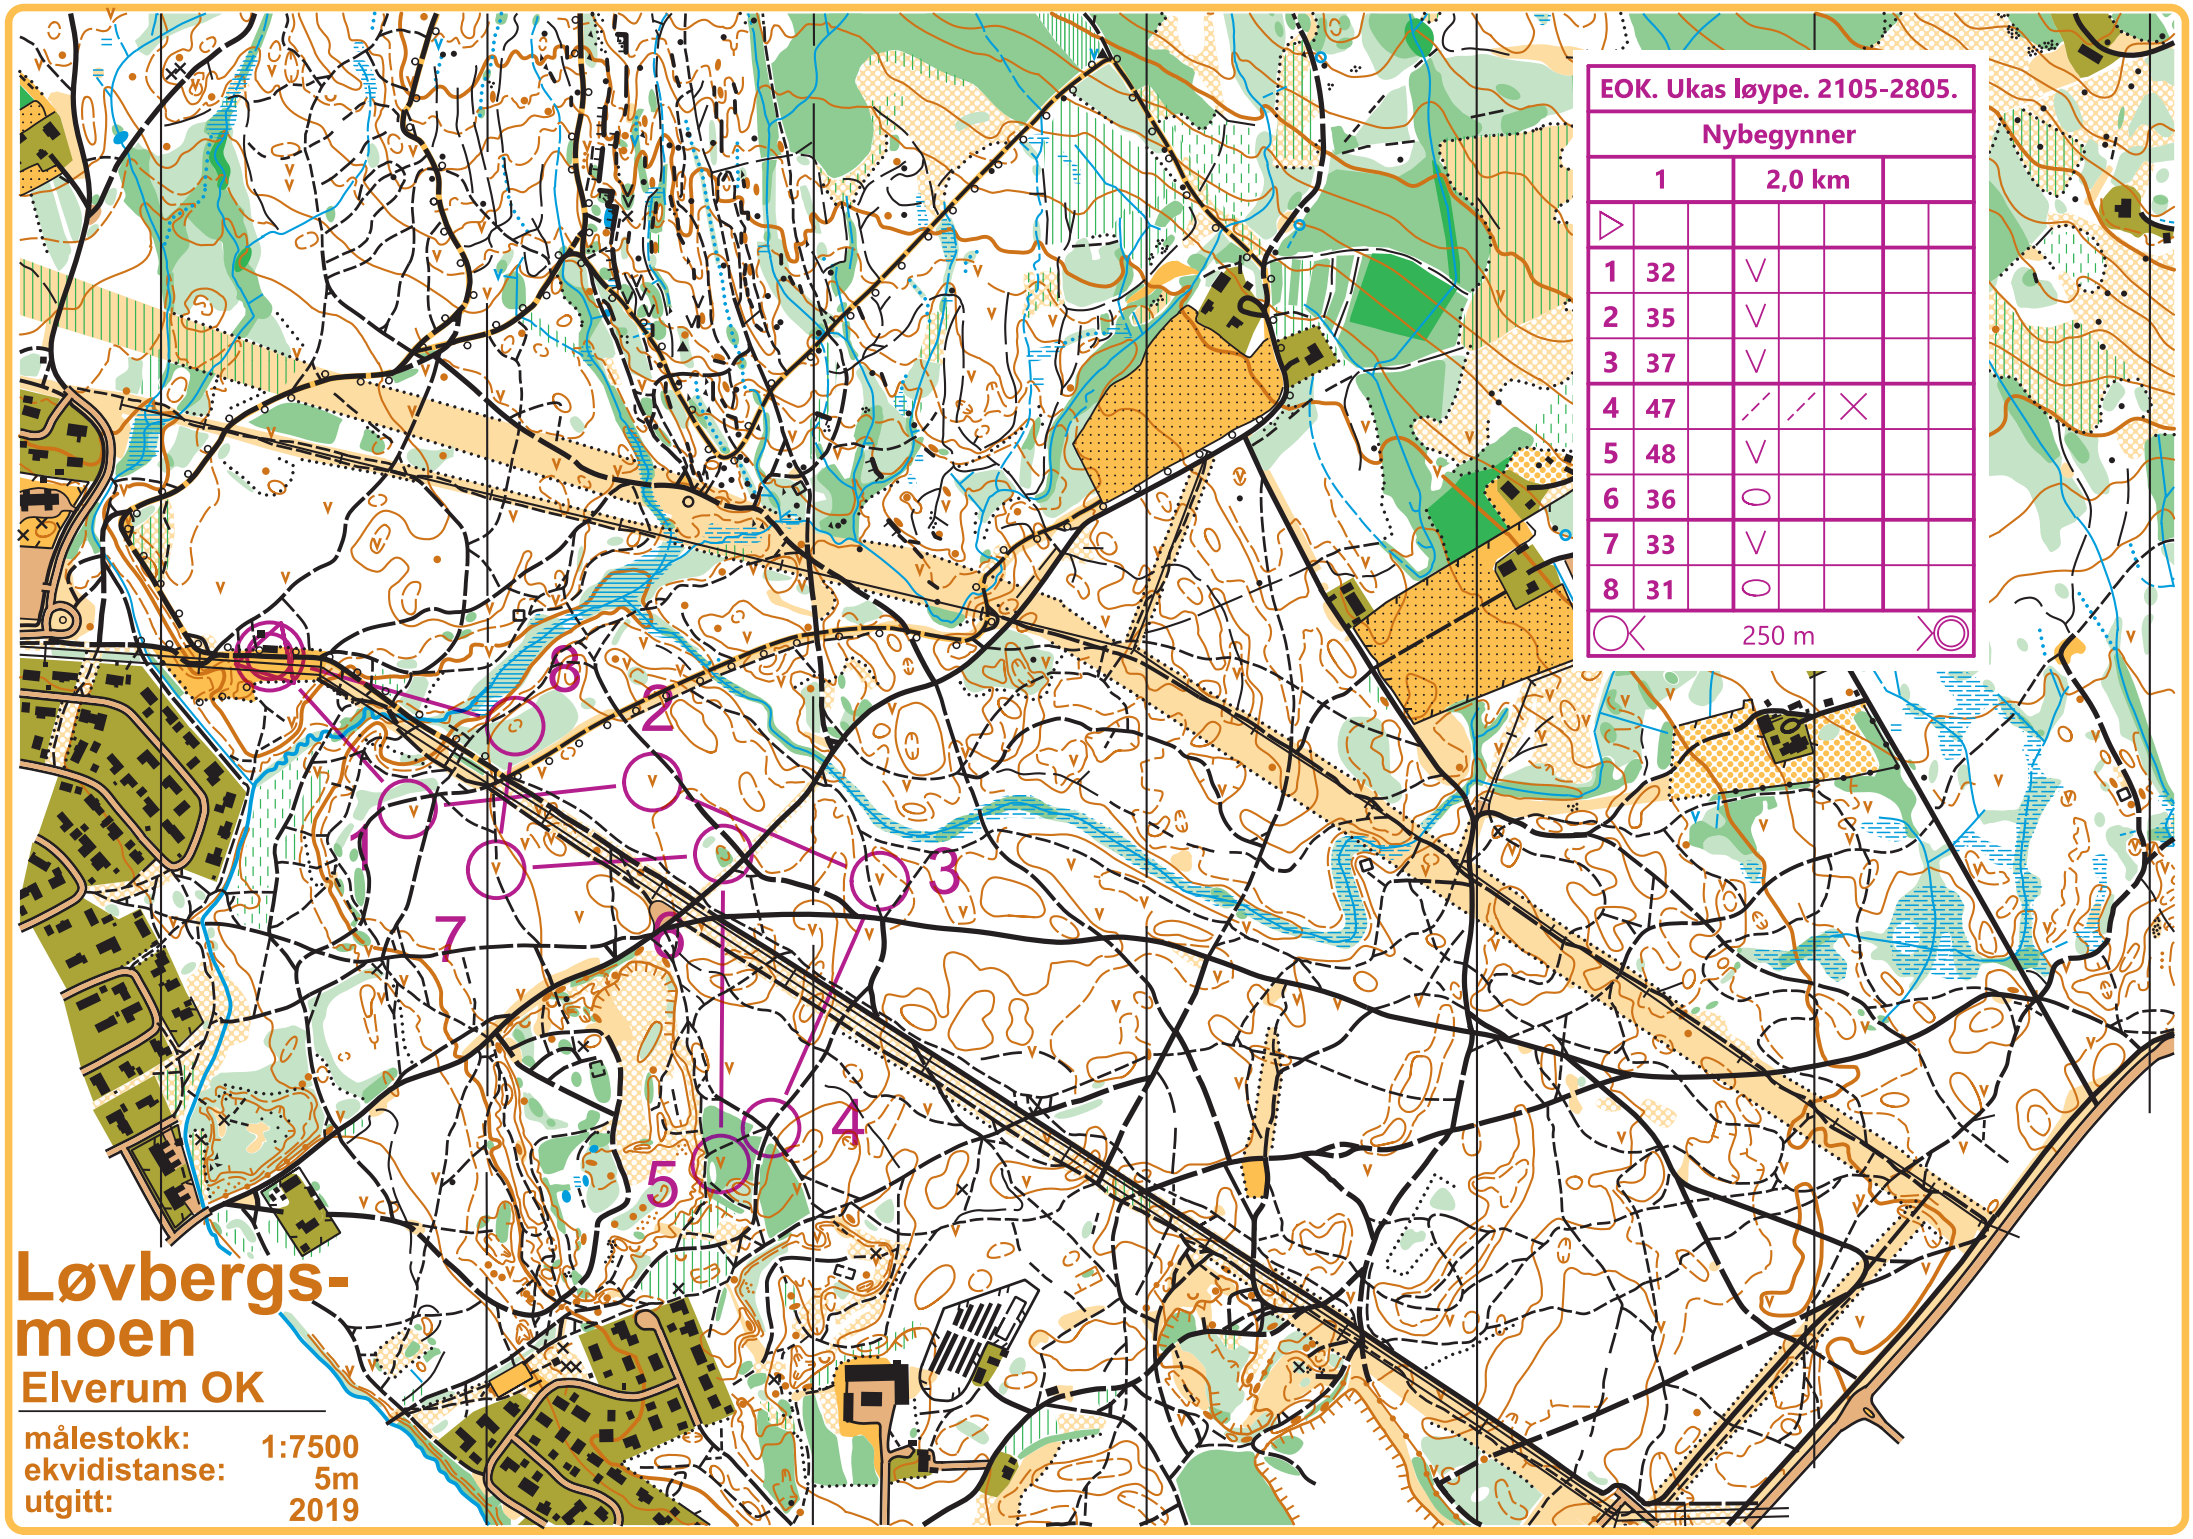 EOK. Ukas løype. 2105-2805.
Nybegynner
1 2,0 km
1 32
2 35
3 37
4 47
5 48
6 36
7 33
8 31
250 m
8
2
1
3
7
6
4
5
Løvbergs-
moen
Elverum OK
målestokk: 1:7500
ekvidistanse: 5m
utgitt: 2019